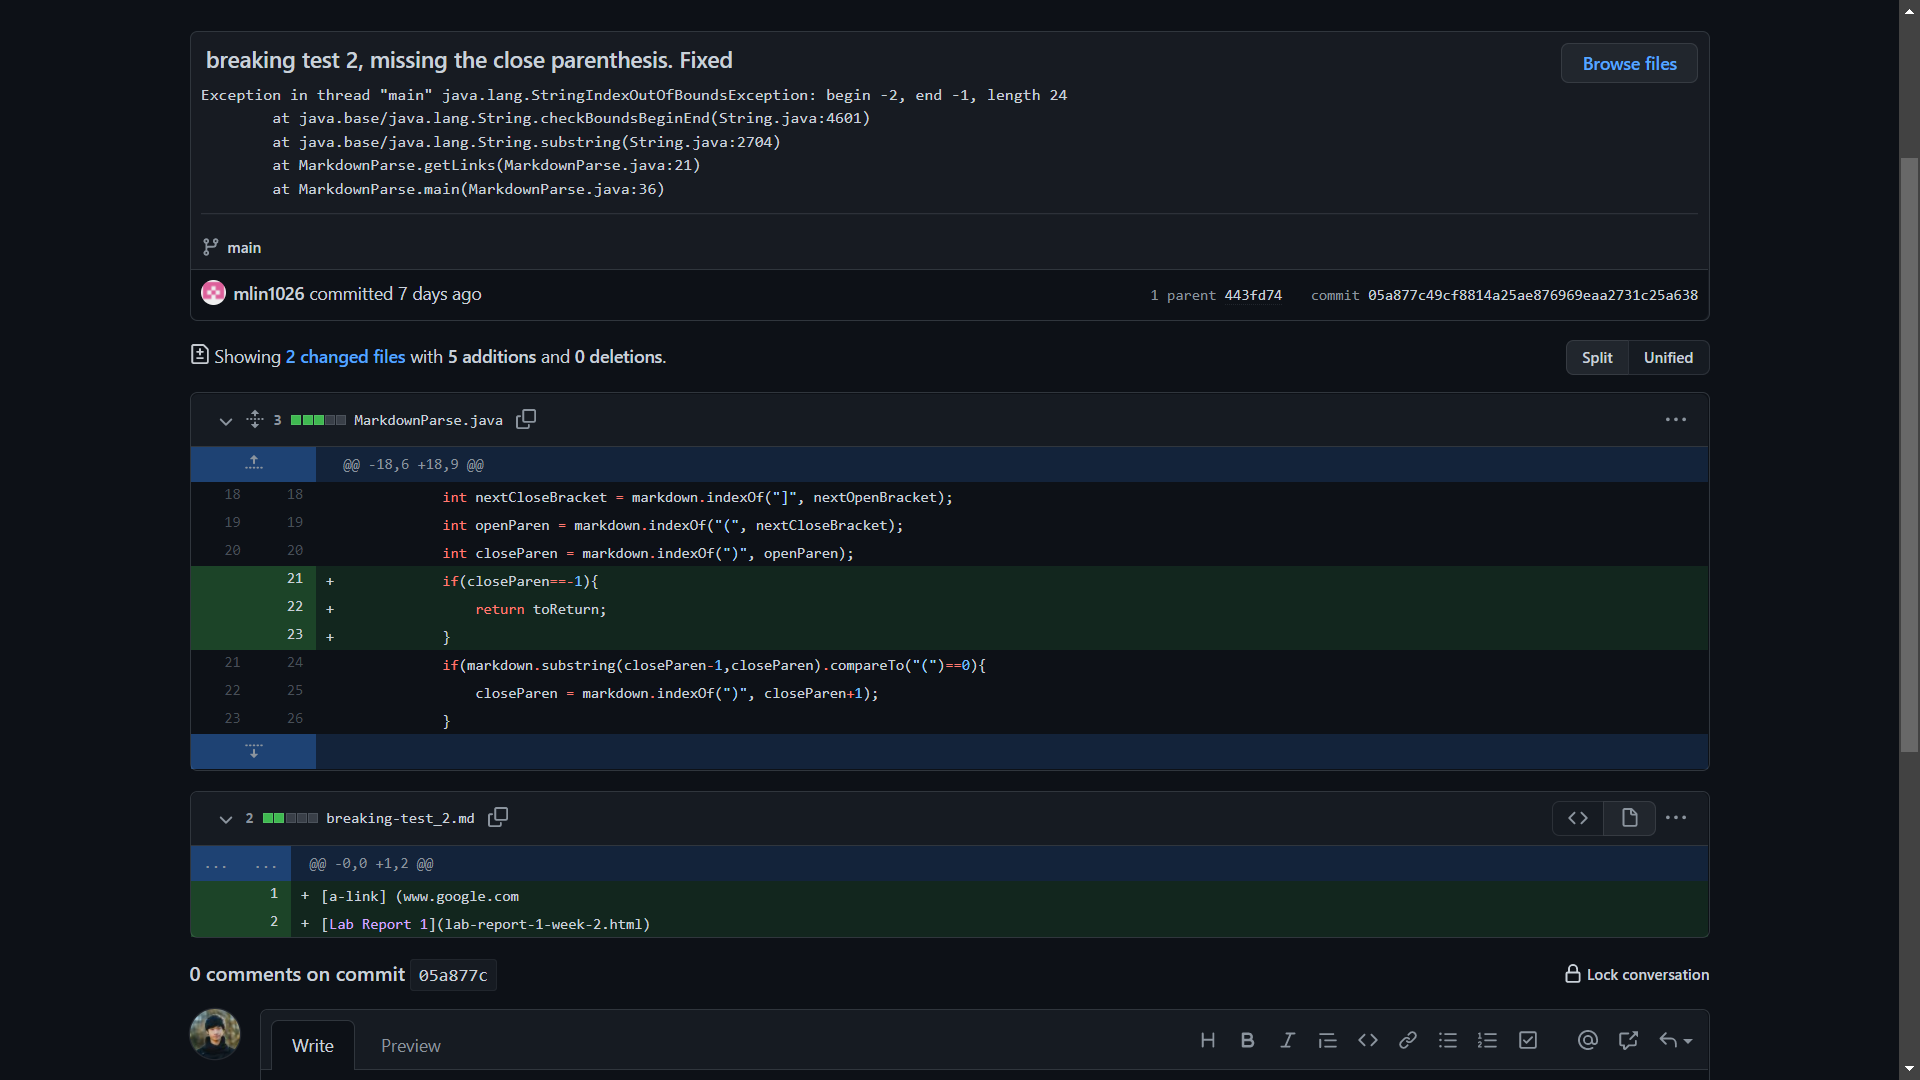 breaking test 2, missing the close parenthesis. Fixed
Browse files
Exception in thread "main" java.lang.StringIndexOutOfBoundsException: begin -2, end -1, length 24
at java.base/java.lang.String.checkBoundsBeginEnd(String.java:4601)
at java.base/java.lang.String.substring(String.java:2704)
at MarkdownParse.getLinks(MarkdownParse.java:21)
at MarkdownParse.main(MarkdownParse.java:36)
main
mlin1026 committed 7 days ago
1 parent 443fd74 commit 05a877c49cf8814a25ae876969eaa2731c25a638
Showing 2 changed files with 5 additions and 0 deletions.
Split Unified
3 MarkdownParse.java
@@ -18,6 +18,9 @@
18 18 int nextCloseBracket = markdown.indexOf("]", nextOpenBracket);
19 19 int openParen = markdown.indexOf("(", nextCloseBracket);
20 20 int closeParen = markdown.indexOf(")", openParen);
21 + if(closeParen==-1){
22 + return toReturn;
23 + }
21 24 if(markdown.substring(closeParen-1,closeParen).compareTo("(")==0){
22 25 closeParen = markdown.indexOf(")", closeParen+1);
23 26 }
2 breaking-test_2.md
... ... @@ -0,0 +1,2 @@
1 + [a-link] (www.google.com
2 + [Lab Report 1](lab-report-1-week-2.html)
0 comments on commit 05a877c
Lock conversation
Write Preview